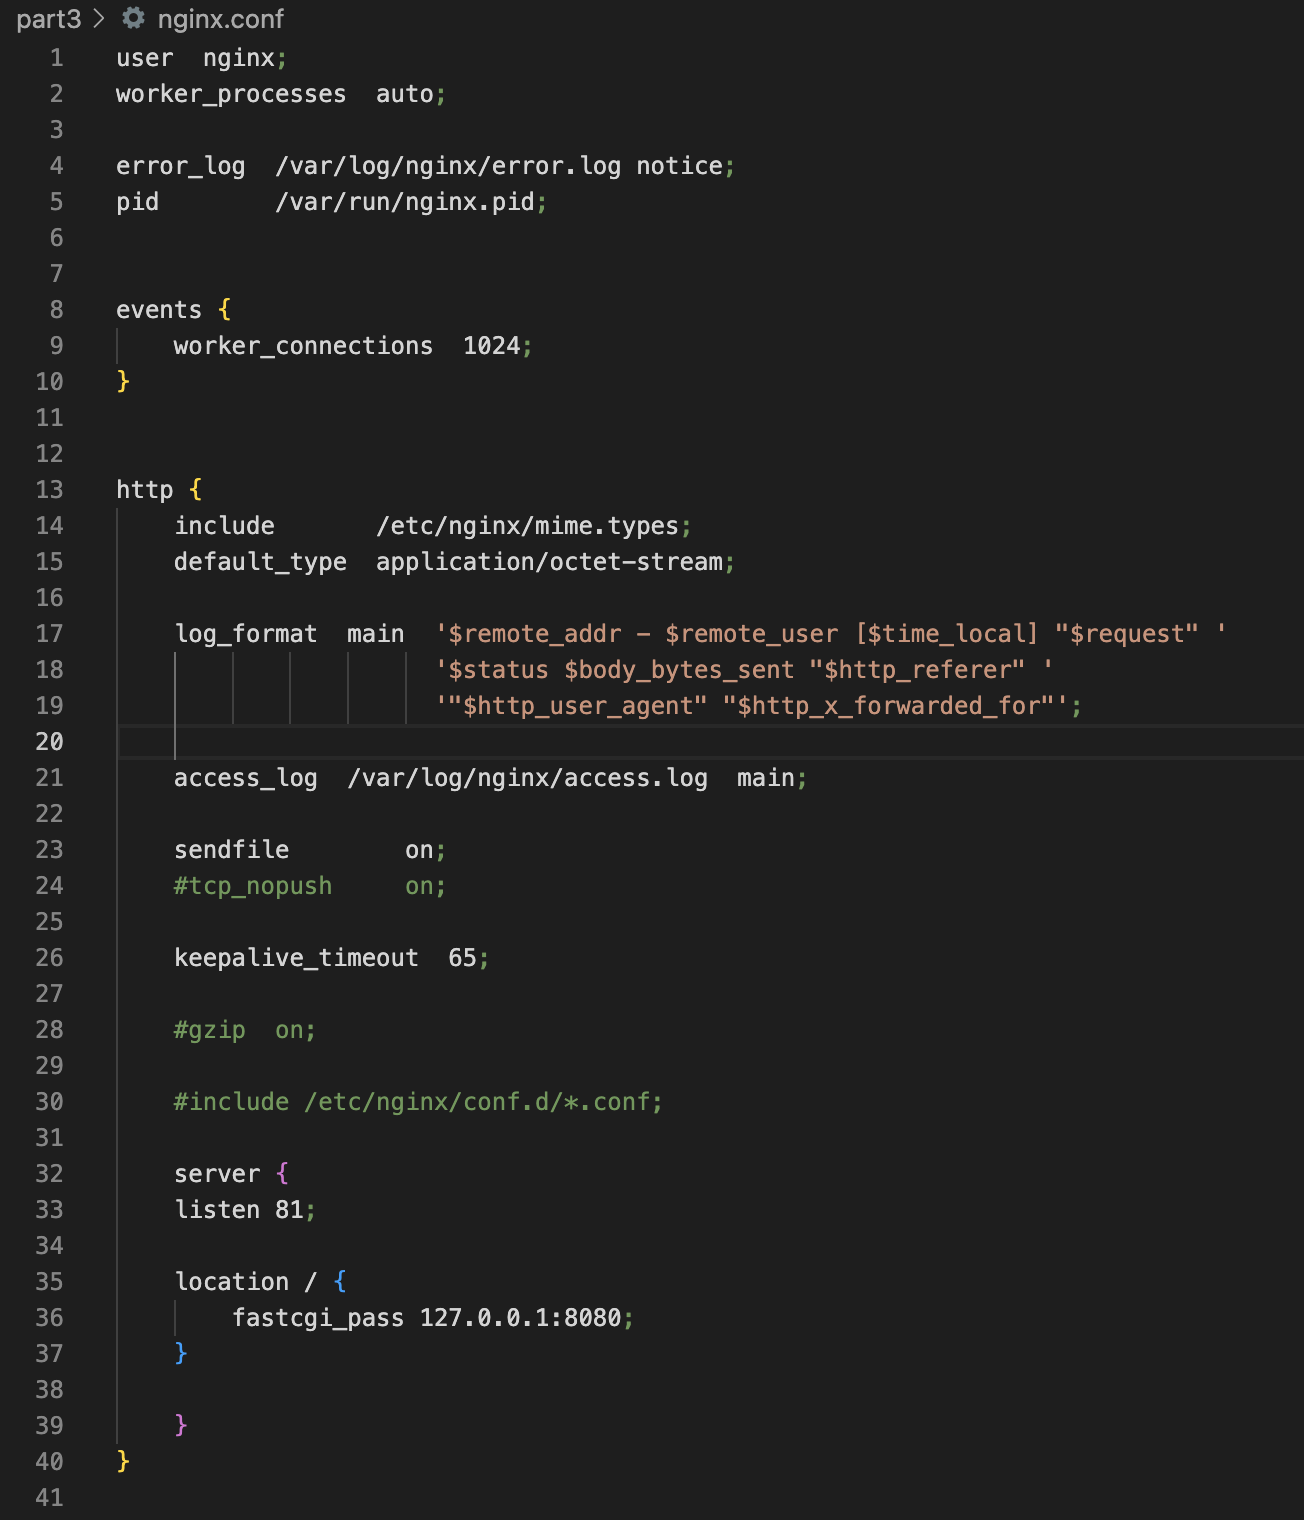 part3 > nginx.conf
1 user  nginx;
2 worker_processes  auto;
3
4 error_log  /var/log/nginx/error.log notice;
5 pid        /var/run/nginx.pid;
6
7
8 events {
9     worker_connections  1024;
10 }
11
12
13 http {
14     include       /etc/nginx/mime.types;
15     default_type  application/octet-stream;
16
17     log_format  main  '$remote_addr - $remote_user [$time_local] "$request" '
18                       '$status $body_bytes_sent "$http_referer" '
19                       '"$http_user_agent" "$http_x_forwarded_for"';
20
21     access_log  /var/log/nginx/access.log  main;
22
23     sendfile        on;
24     #tcp_nopush     on;
25
26     keepalive_timeout  65;
27
28     #gzip  on;
29
30     #include /etc/nginx/conf.d/*.conf;
31
32     server {
33     listen 81;
34
35     location / {
36         fastcgi_pass 127.0.0.1:8080;
37     }
38
39     }
40 }
41